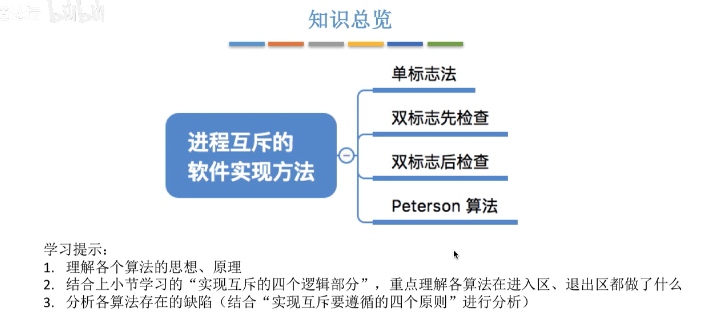 知识总览
单标志法
双标志先检查
进程互斥的
软件实现方法
双标志后检查
Peterson 算法
学习提示：
1. 理解各个算法的思想、原理
2. 结合上小节学习的“实现互斥的四个逻辑部分”，重点理解各算法在进入区、退出区都做了什么
3. 分析各算法存在的缺陷（结合“实现互斥要遵循的四个原则”进行分析）